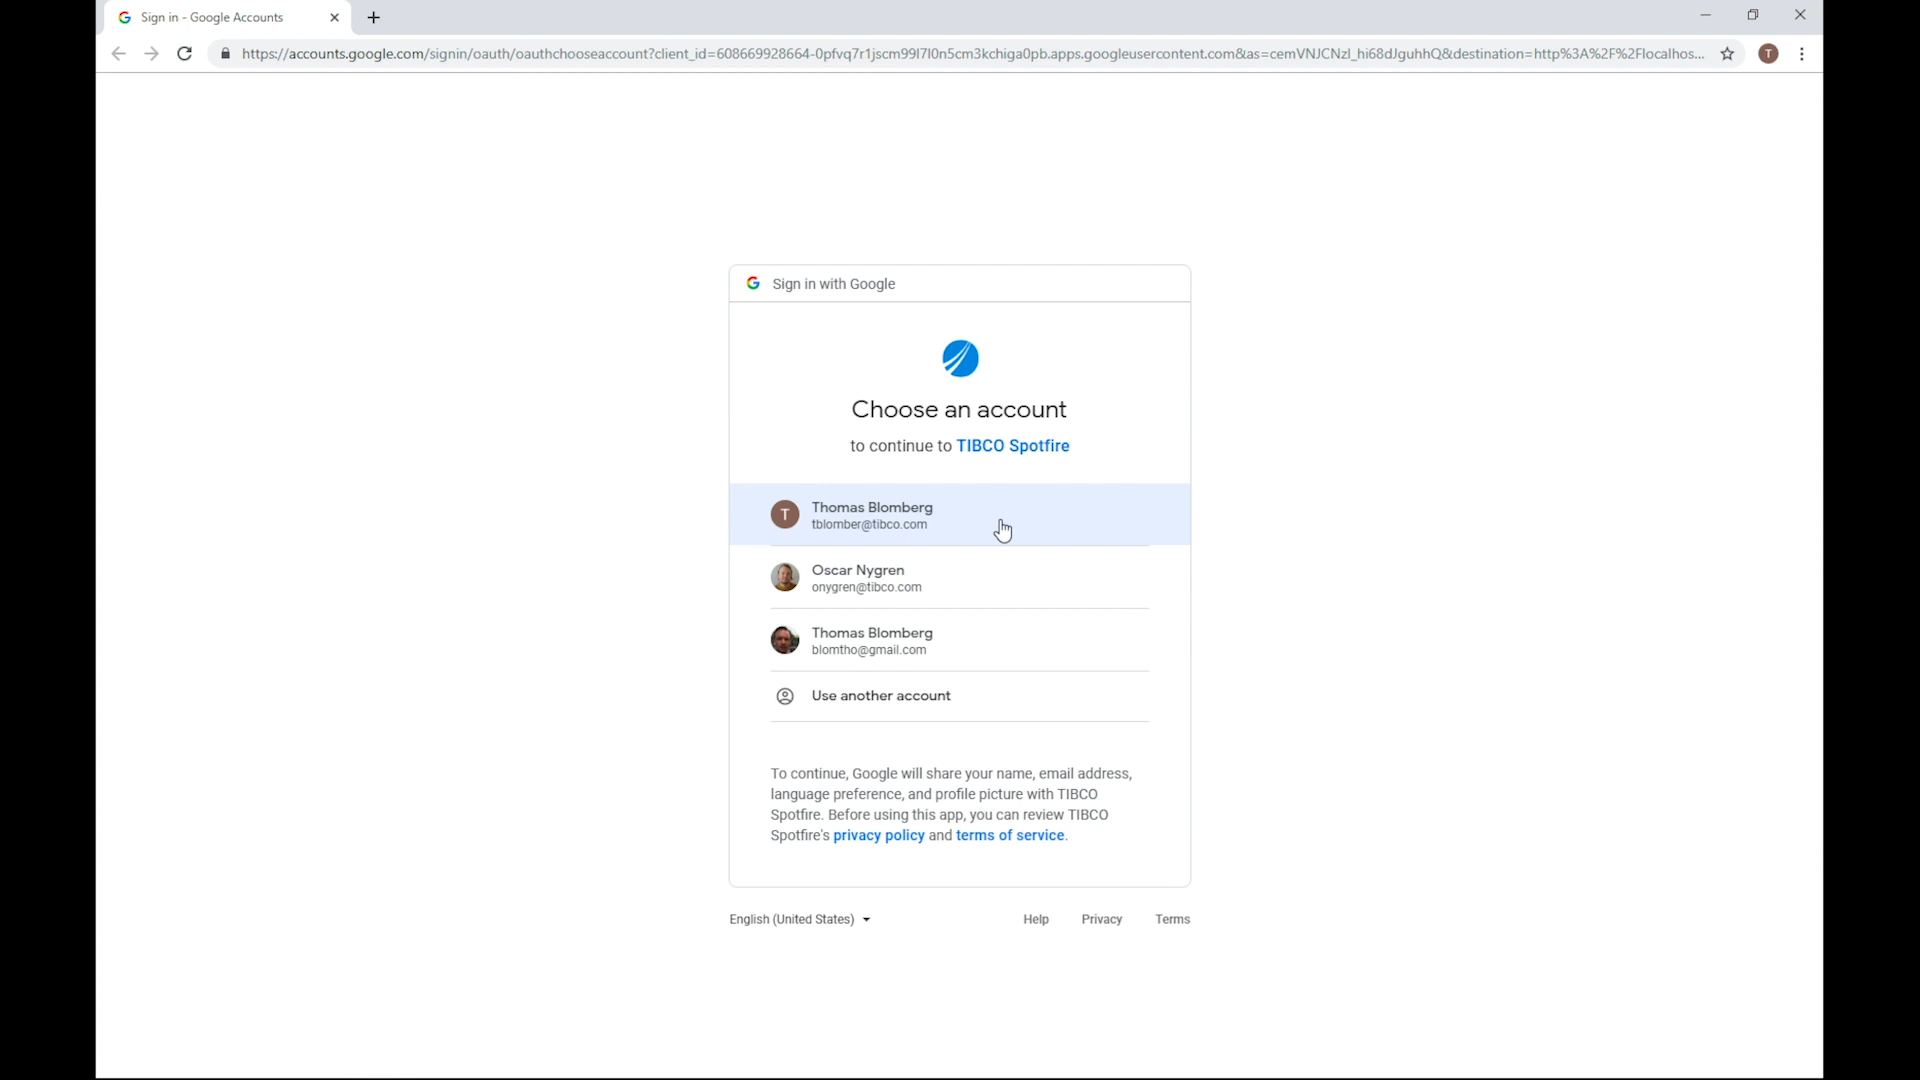 Sign in - Google Accounts
https://accounts.google.com/signin/oauth/oauthchooseaccount?client_id=608669928664-0pfvq7r1jscm99l7l0n5cm3kchiga0pb.apps.googleusercontent.com&as=cemVNJCNzl_hi68dJguhhQ&destination=http%3A%2F%2Flocalhos...
T
Sign in with Google
Choose an account
to continue to TIBCO Spotfire
T
Thomas Blomberg
tblomber@tibco.com
Oscar Nygren
onygren@tibco.com
Thomas Blomberg
blomtho@gmail.com
Use another account
To continue, Google will share your name, email address,
language preference, and profile picture with TIBCO
Spotfire. Before using this app, you can review TIBCO
Spotfire's privacy policy and terms of service.
English (United States)
Help
Privacy
Terms